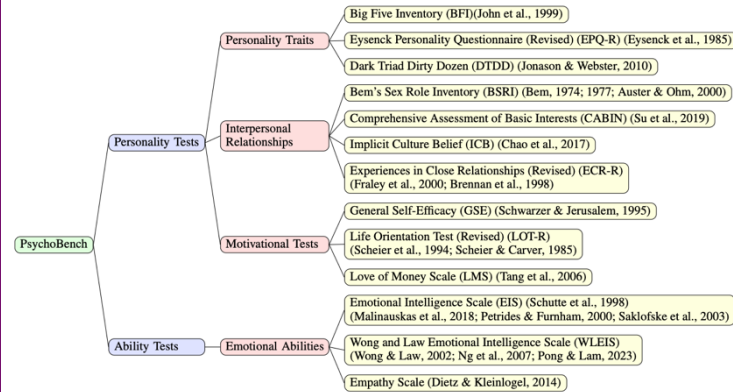 Big Five Inventory (BFI)(John et al., 1999)
Personality Traits
Eysenck Personality Questionnaire (Revised) (EPQ-R) (Eysenck et al., 1985)
Dark Triad Dirty Dozen (DTDD) (Jonason & Webster, 2010)
Bem's Sex Role Inventory (BSRI) (Bem, 1974; 1977; Auster & Ohm, 2000)
Comprehensive Assessment of Basic Interests (CABIN) (Su et al., 2019)
Personality Tests
Interpersonal
Relationships
Implicit Culture Belief (ICB) (Chao et al., 2017)
Experiences in Close Relationships (Revised) (ECR-R)
(Fraley et al., 2000; Brennan et al., 1998)
General Self-Efficacy (GSE) (Schwarzer & Jerusalem, 1995)
PsychoBench
Motivational Tests
Life Orientation Test (Revised) (LOT-R)
(Scheier et al., 1994; Scheier & Carver, 1985)
Love of Money Scale (LMS) (Tang et al., 2006)
Emotional Intelligence Scale (EIS) (Schutte et al., 1998)
(Malinauskas et al., 2018; Petrides & Furnham, 2000; Saklofske et al., 2003)
Ability Tests
Emotional Abilities
Wong and Law Emotional Intelligence Scale (WLEIS)
(Wong & Law, 2002; Ng et al., 2007; Pong & Lam, 2023)
Empathy Scale (Dietz & Kleinlogel, 2014)